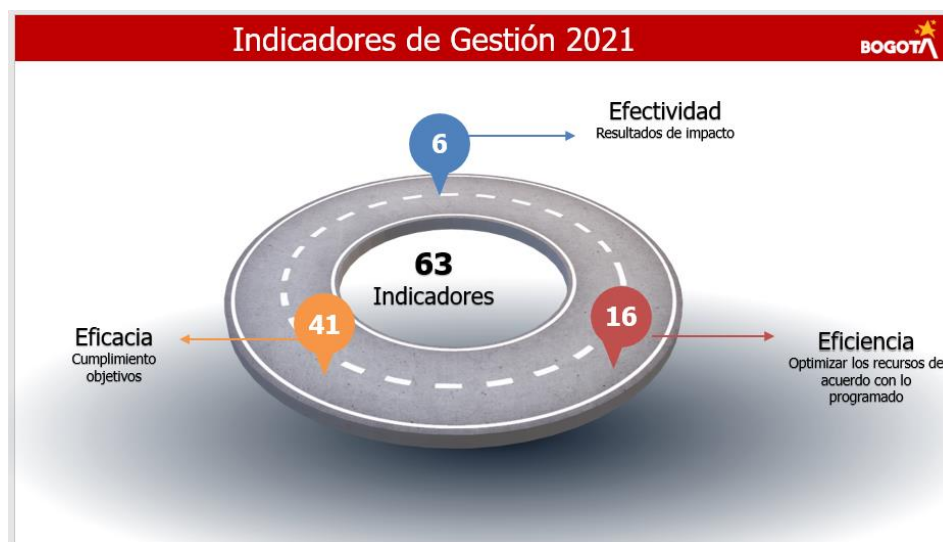 Indicadores de Gestión 2021
BOGOTÁ
Efectividad
Resultados de impacto
6
63
Indicadores
41
16
Eficacia
Cumplimiento
objetivos
Eficiencia
Optimizar los recursos de
acuerdo con lo
programado